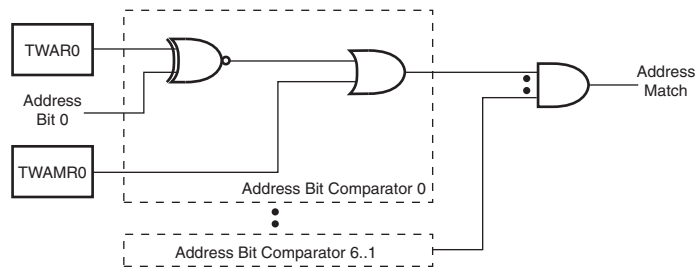 TWAR0
Address
Bit 0
TWAMR0
Address Bit Comparator 0
Address
Match
Address Bit Comparator 6..1